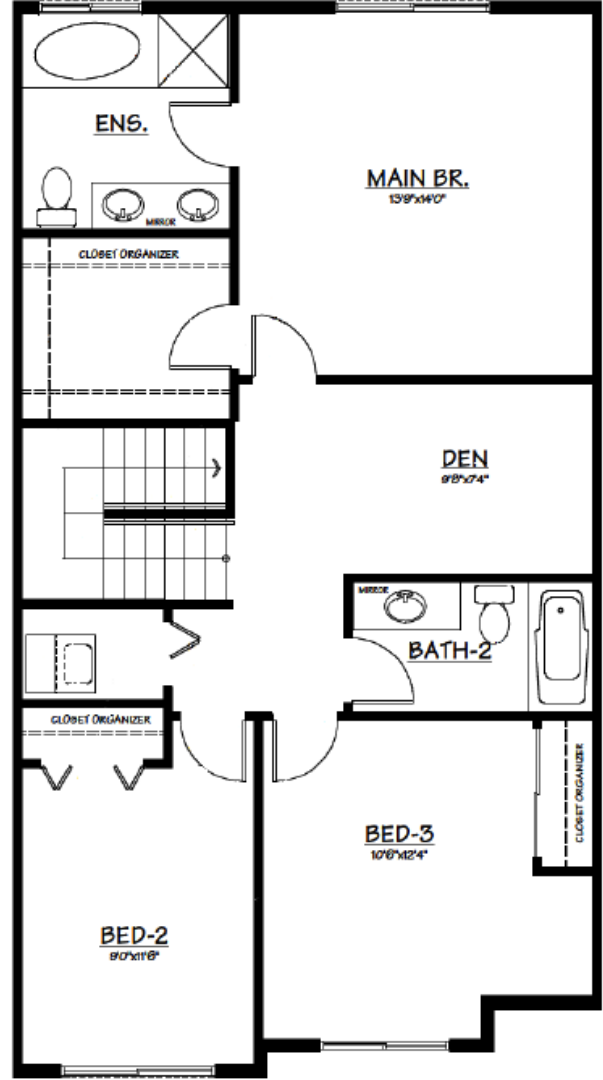 ENS.
MIRROR
MAIN BR.
13'9"x14'0"
CLOSET ORGANIZER
DEN
9'8"x7'4"
MIRROR
BATH-2
CLOSET ORGANIZER
CLOSET ORGANIZER
BED-3
10'6"x12'4"
BED-2
9'0"x11'6"